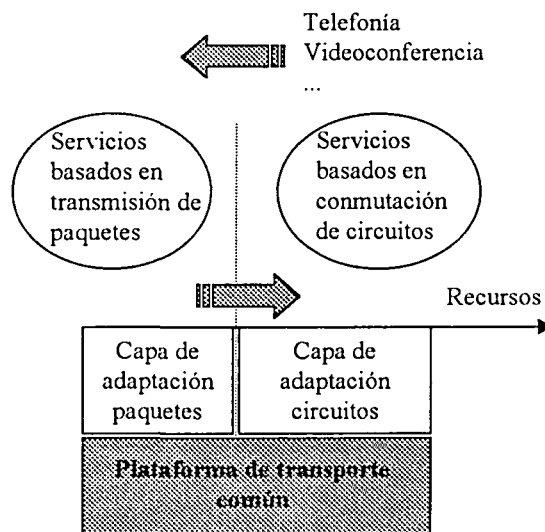 Telefonía
Videoconferencia
...
Servicios
basados en
transmisión de
paquetes
Servicios
basados en
conmutación
de circuitos
Recursos
Capa de
adaptación
paquetes
Capa de
adaptación
circuitos
Plataforma de transporte
común